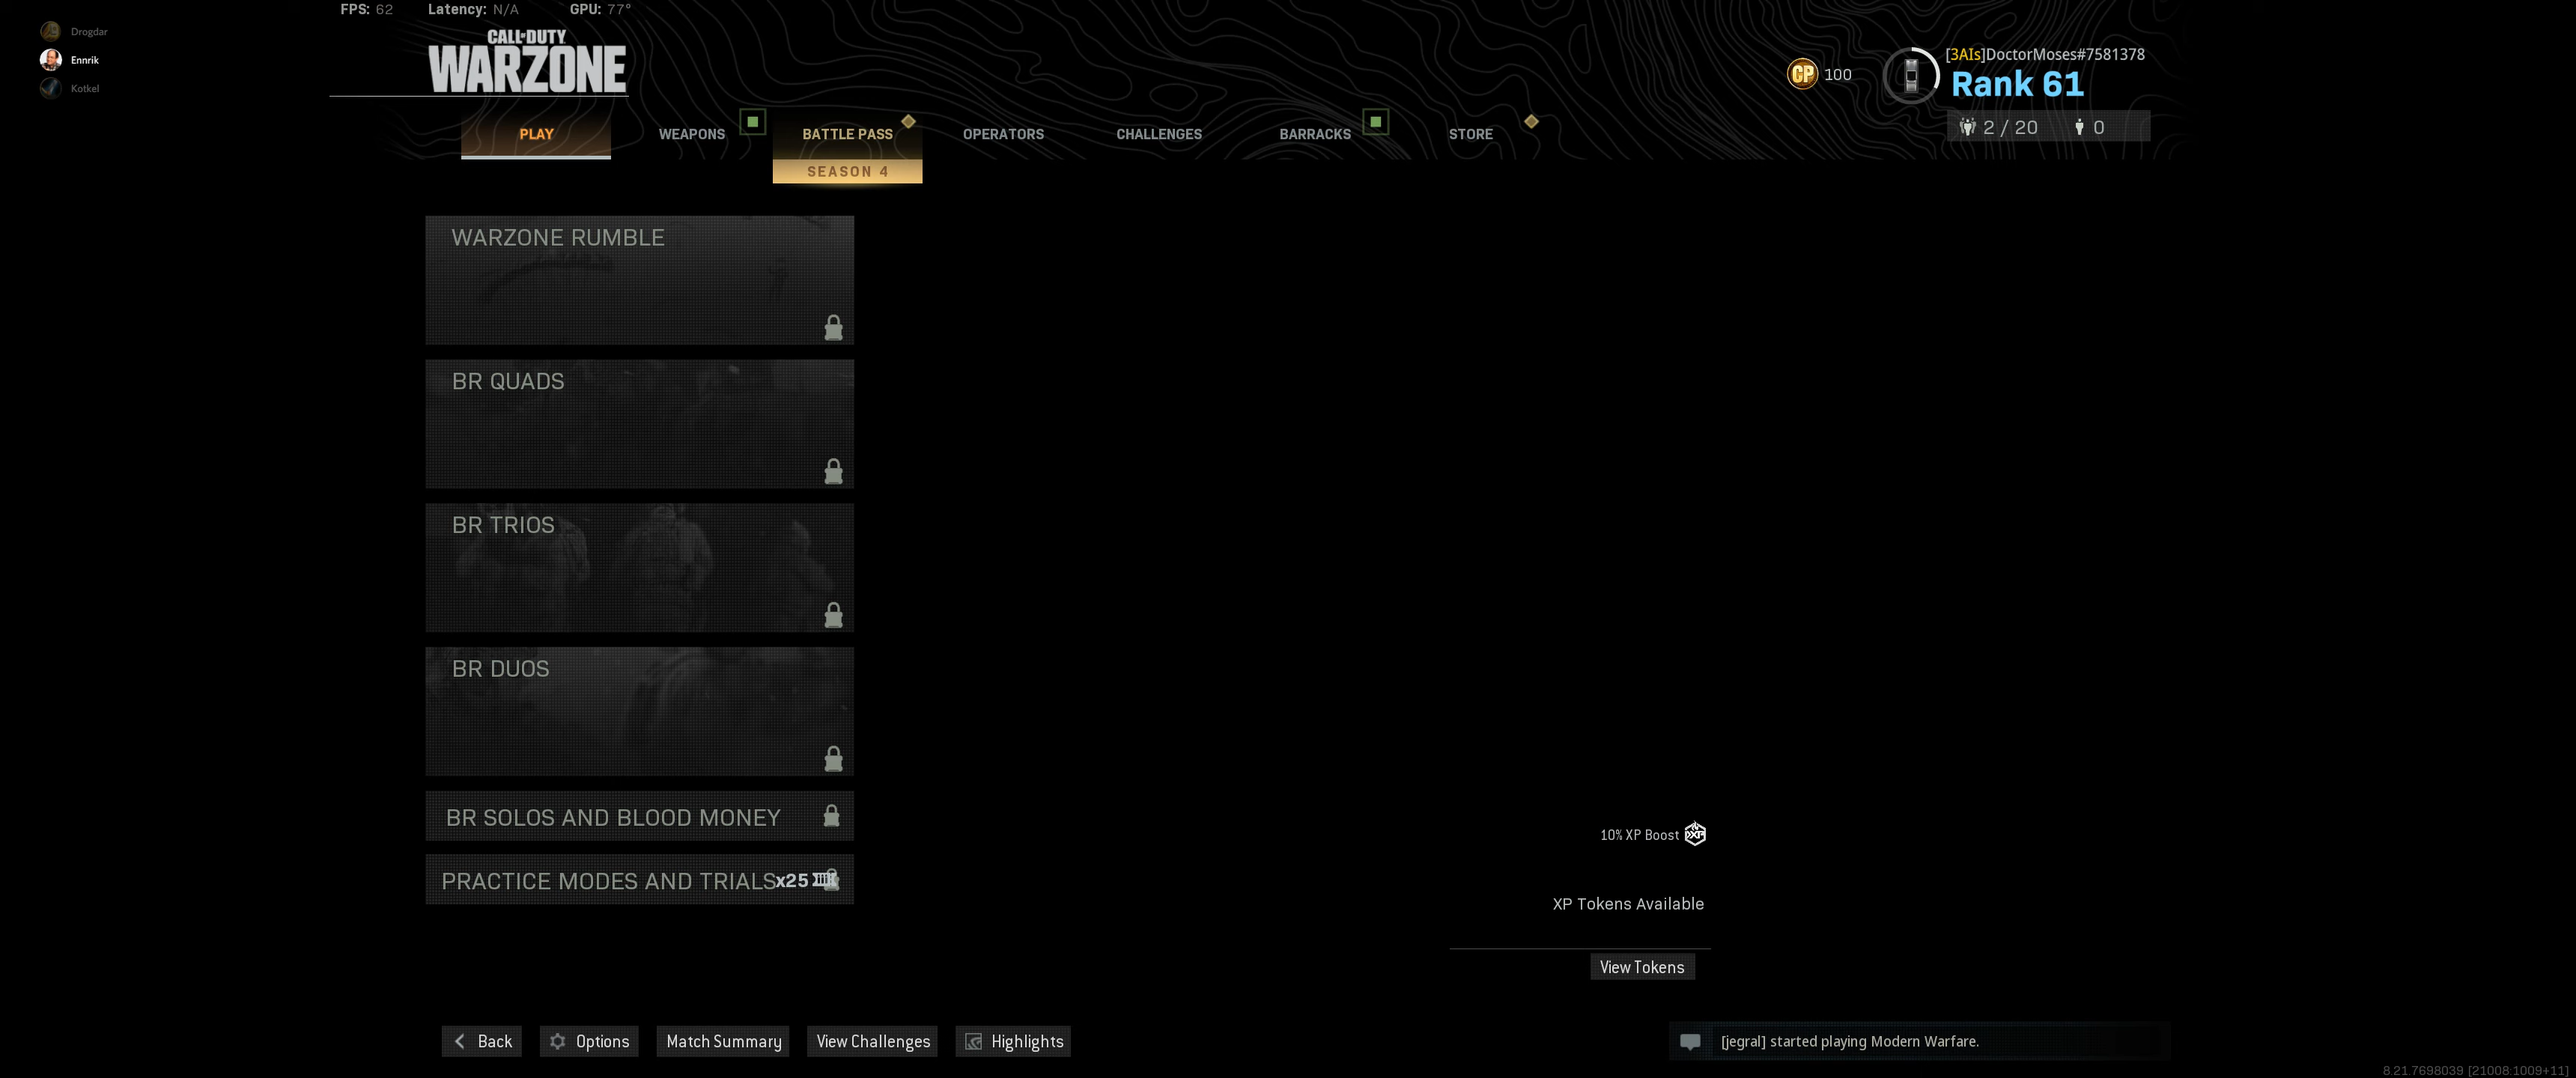 FPS: 62 Latency: N/A GPU: 77°
Drogdar
Ennrik
Kotkel
CALL OF DUTY
WARZONE
CP 100
[3AIs]DoctorMoses#7581378
Rank 61
2 / 20 0
PLAY WEAPONS BATTLE PASS OPERATORS CHALLENGES BARRACKS STORE
SEASON 4
WARZONE RUMBLE
BR QUADS
BR TRIOS
BR DUOS
BR SOLOS AND BLOOD MONEY
10% XP Boost
PRACTICE MODES AND TRIALS x25
XP Tokens Available
View Tokens
Back Options Match Summary View Challenges Highlights
[jegral] started playing Modern Warfare.
8.21.7698039 [21008:1009+11]